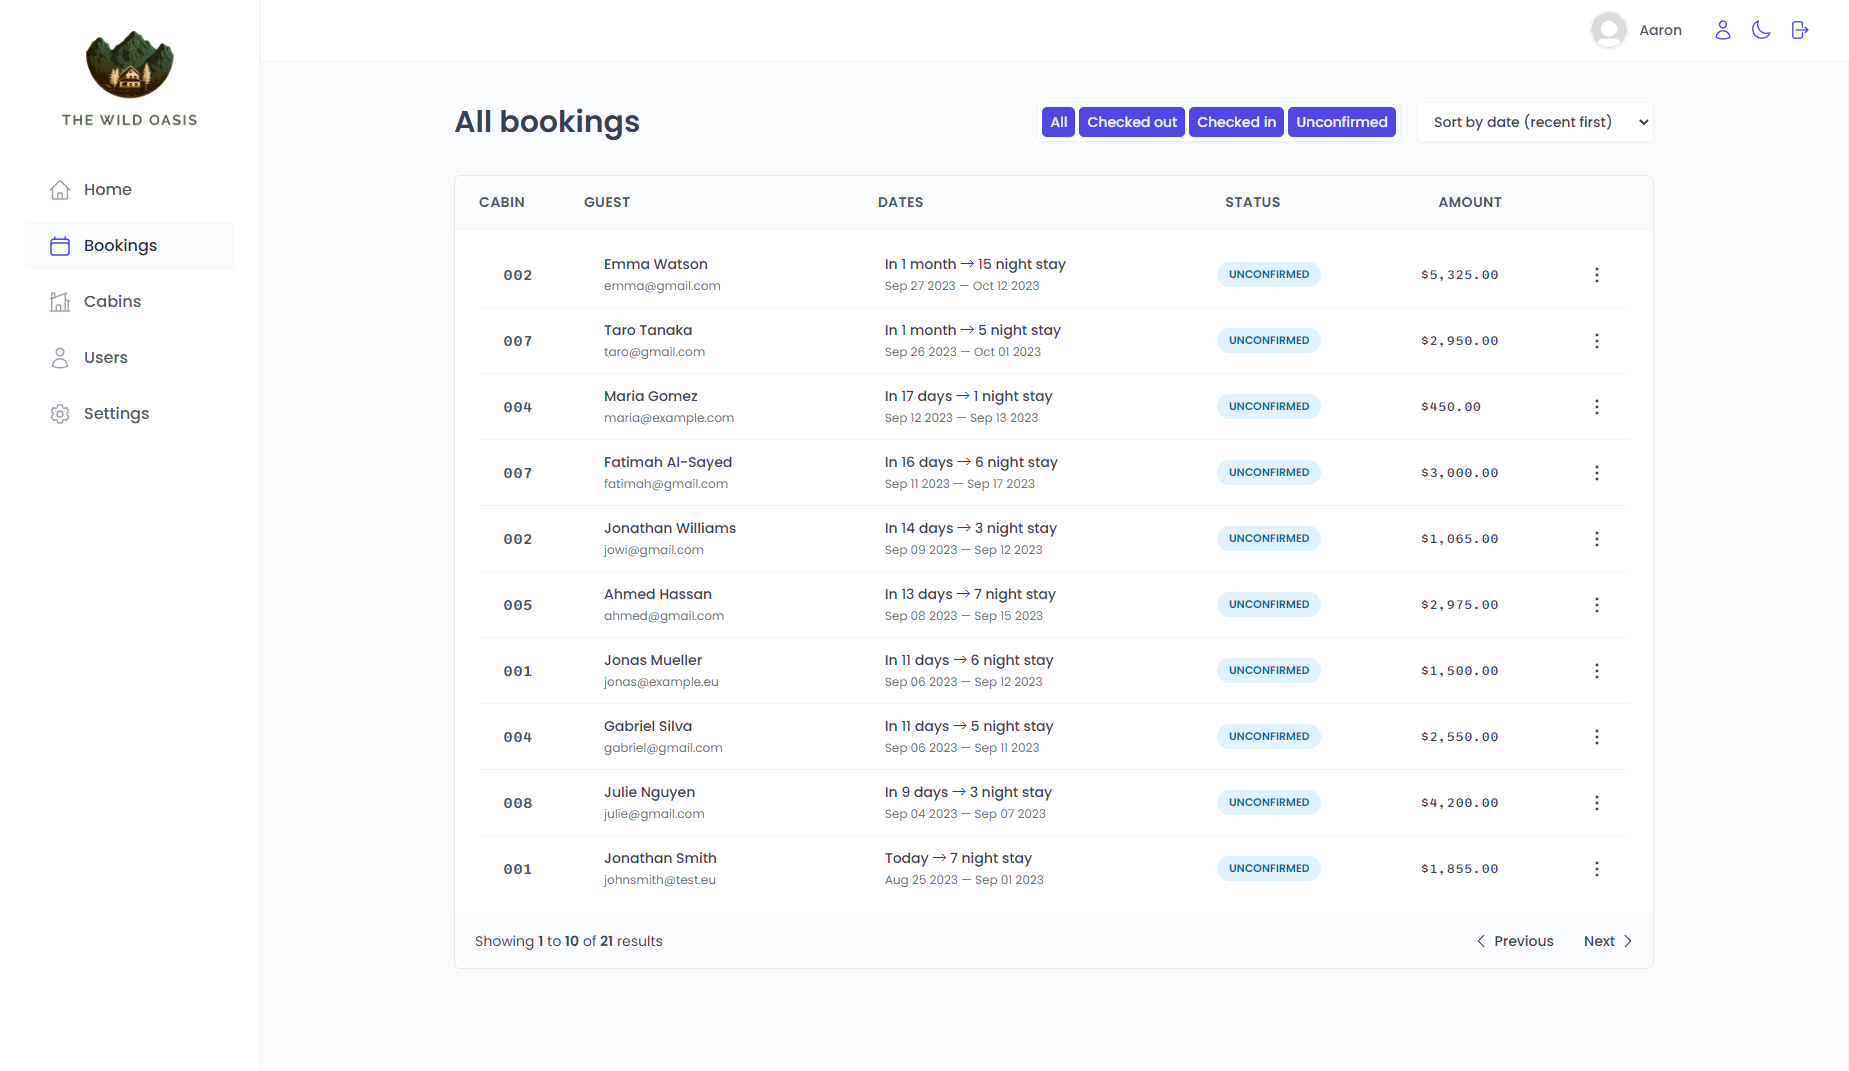 THE WILD OASIS
Home
Bookings
Cabins
Users
Settings
Aaron
All bookings
All Checked out Checked in Unconfirmed
Sort by date (recent first)
CABIN GUEST DATES STATUS AMOUNT
002 Emma Watson In 1 month → 15 night stay UNCONFIRMED $5,325.00
emma@gmail.com Sep 27 2023 — Oct 12 2023
007 Taro Tanaka In 1 month → 5 night stay UNCONFIRMED $2,950.00
taro@gmail.com Sep 26 2023 — Oct 01 2023
004 Maria Gomez In 17 days → 1 night stay UNCONFIRMED $450.00
maria@example.com Sep 12 2023 — Sep 13 2023
007 Fatimah Al-Sayed In 16 days → 6 night stay UNCONFIRMED $3,000.00
fatimah@gmail.com Sep 11 2023 — Sep 17 2023
002 Jonathan Williams In 14 days → 3 night stay UNCONFIRMED $1,065.00
jowi@gmail.com Sep 09 2023 — Sep 12 2023
005 Ahmed Hassan In 13 days → 7 night stay UNCONFIRMED $2,975.00
ahmed@gmail.com Sep 08 2023 — Sep 15 2023
001 Jonas Mueller In 11 days → 6 night stay UNCONFIRMED $1,500.00
jonas@example.eu Sep 06 2023 — Sep 12 2023
004 Gabriel Silva In 11 days → 5 night stay UNCONFIRMED $2,550.00
gabriel@gmail.com Sep 06 2023 — Sep 11 2023
008 Julie Nguyen In 9 days → 3 night stay UNCONFIRMED $4,200.00
julie@gmail.com Sep 04 2023 — Sep 07 2023
001 Jonathan Smith Today → 7 night stay UNCONFIRMED $1,855.00
johnsmith@test.eu Aug 25 2023 — Sep 01 2023
Showing 1 to 10 of 21 results
Previous Next